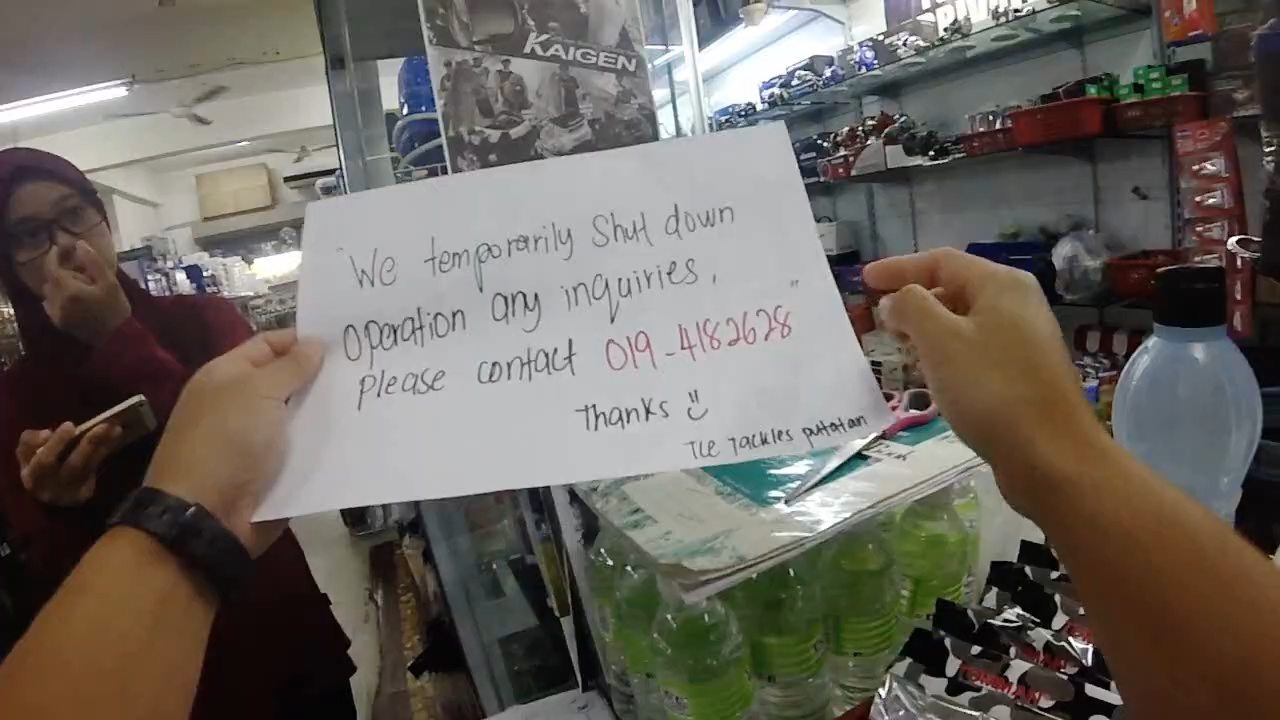 KAIGEN
"We temporarily Shut down
operation any inquiries,
please contact 019-4182628"
Thanks
TLE Tackles putatan